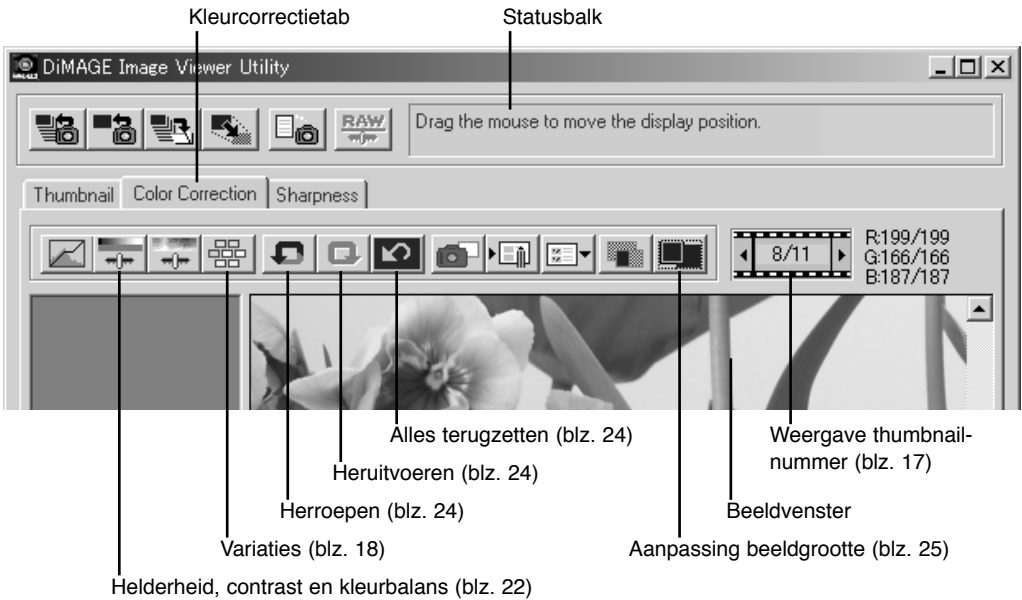 Kleurcorrectietab
Statusbalk
DiMAGE Image Viewer Utility
RAW
Drag the mouse to move the display position.
Thumbnail
Color Correction
Sharpness
8/11
R:199/199
G:166/166
B:187/187
Alles terugzetten (blz. 24)
Weergave thumbnail-
nummer (blz. 17)
Heruitvoeren (blz. 24)
Herroepen (blz. 24)
Beeldvenster
Variaties (blz. 18)
Aanpassing beeldgrootte (blz. 25)
Helderheid, contrast en kleurbalans (blz. 22)